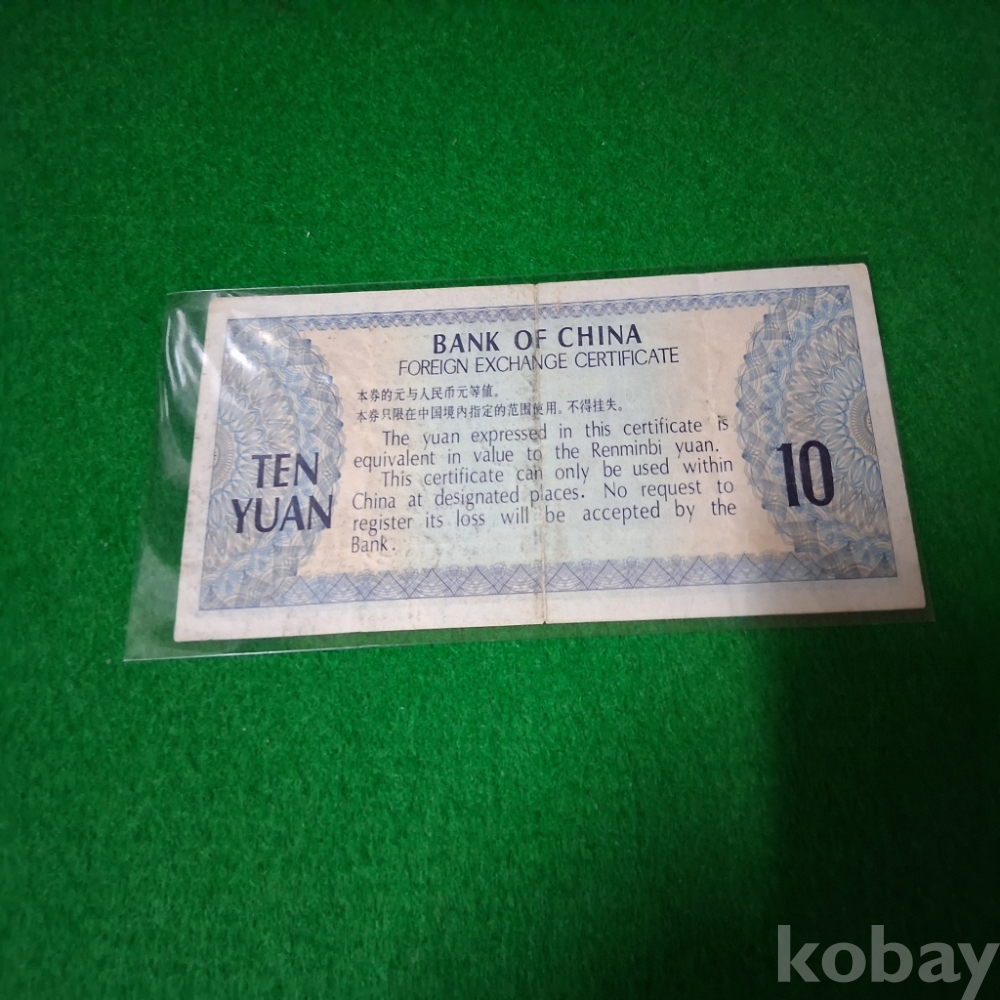 BANK OF CHINA
FOREIGN EXCHANGE CERTIFICATE
本券的元与人民币元等值。
本券只限在中国境内指定的范围使用。不得挂失。
The yuan expressed in this certificate is
equivalent in value to the Renminbi yuan.
This certificate can only be used within
China at designated places. No request to
register its loss will be accepted by the
Bank.
TEN
YUAN
10
kobay